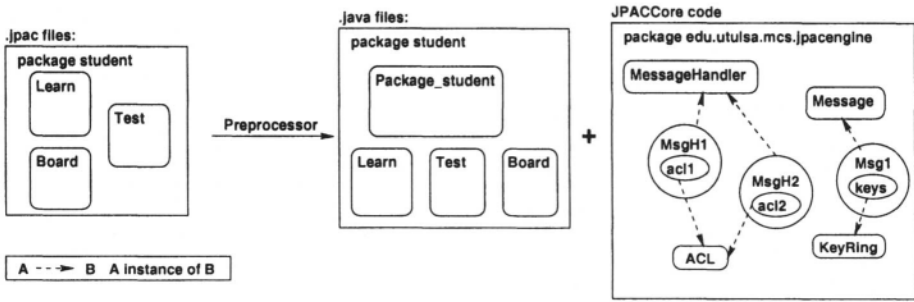 .jpac files:
package student
Learn
Test
Board
A B A instance of B
Preprocessor
.java files:
package student
Package_student
Learn Test Board
+
JPACCore code
package edu.utulsa.mcs.jpacengine
MessageHandler
Message
MsgH1
acl1
MsgH2
acl2
Msg1
keys
ACL
KeyRing